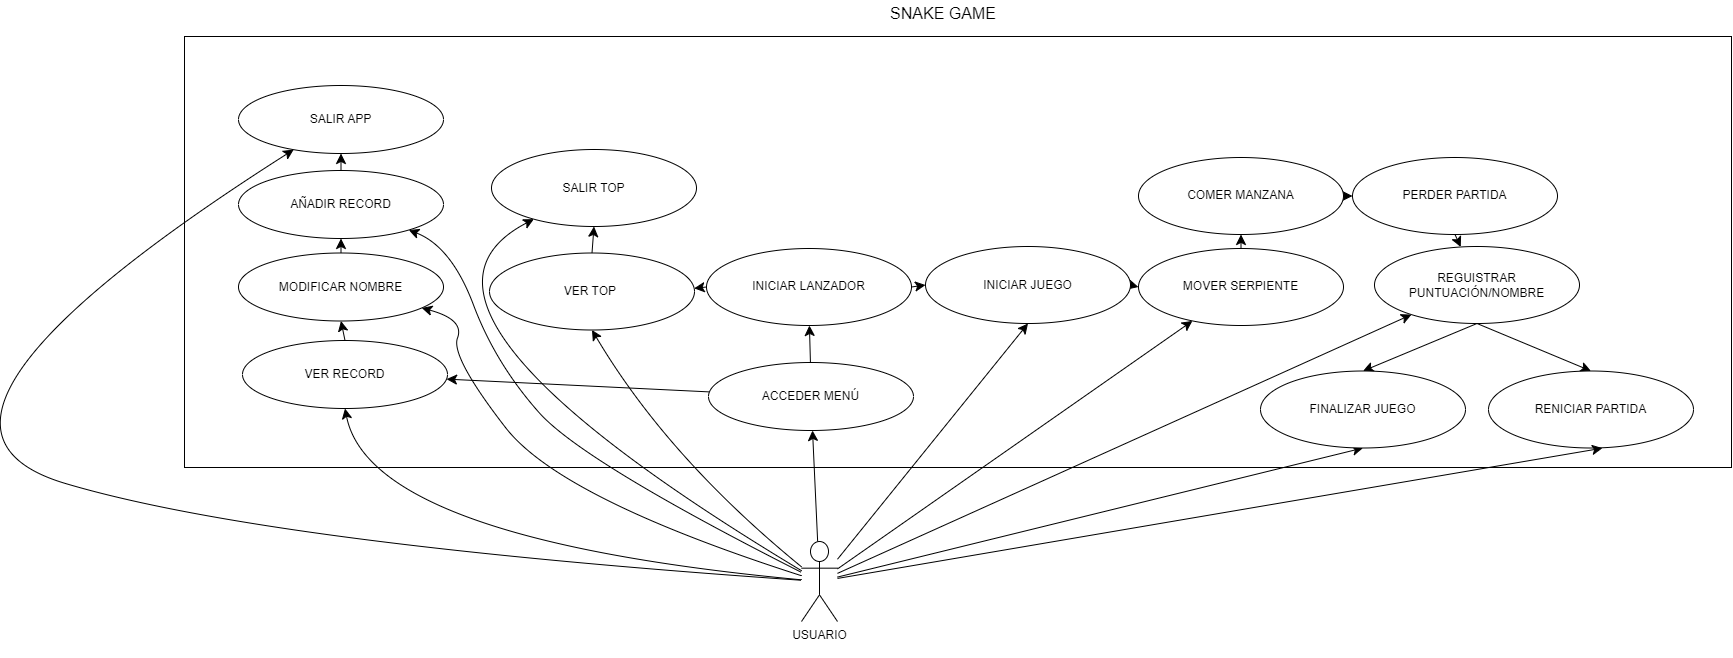 SNAKE GAME
SALIR APP
AÑADIR RECORD
MODIFICAR NOMBRE
VER RECORD
SALIR TOP
VER TOP
INICIAR LANZADOR
ACCEDER MENÚ
INICIAR JUEGO
COMER MANZANA
MOVER SERPIENTE
PERDER PARTIDA
REGUISTRAR
PUNTUACIÓN/NOMBRE
FINALIZAR JUEGO
RENICIAR PARTIDA
USUARIO